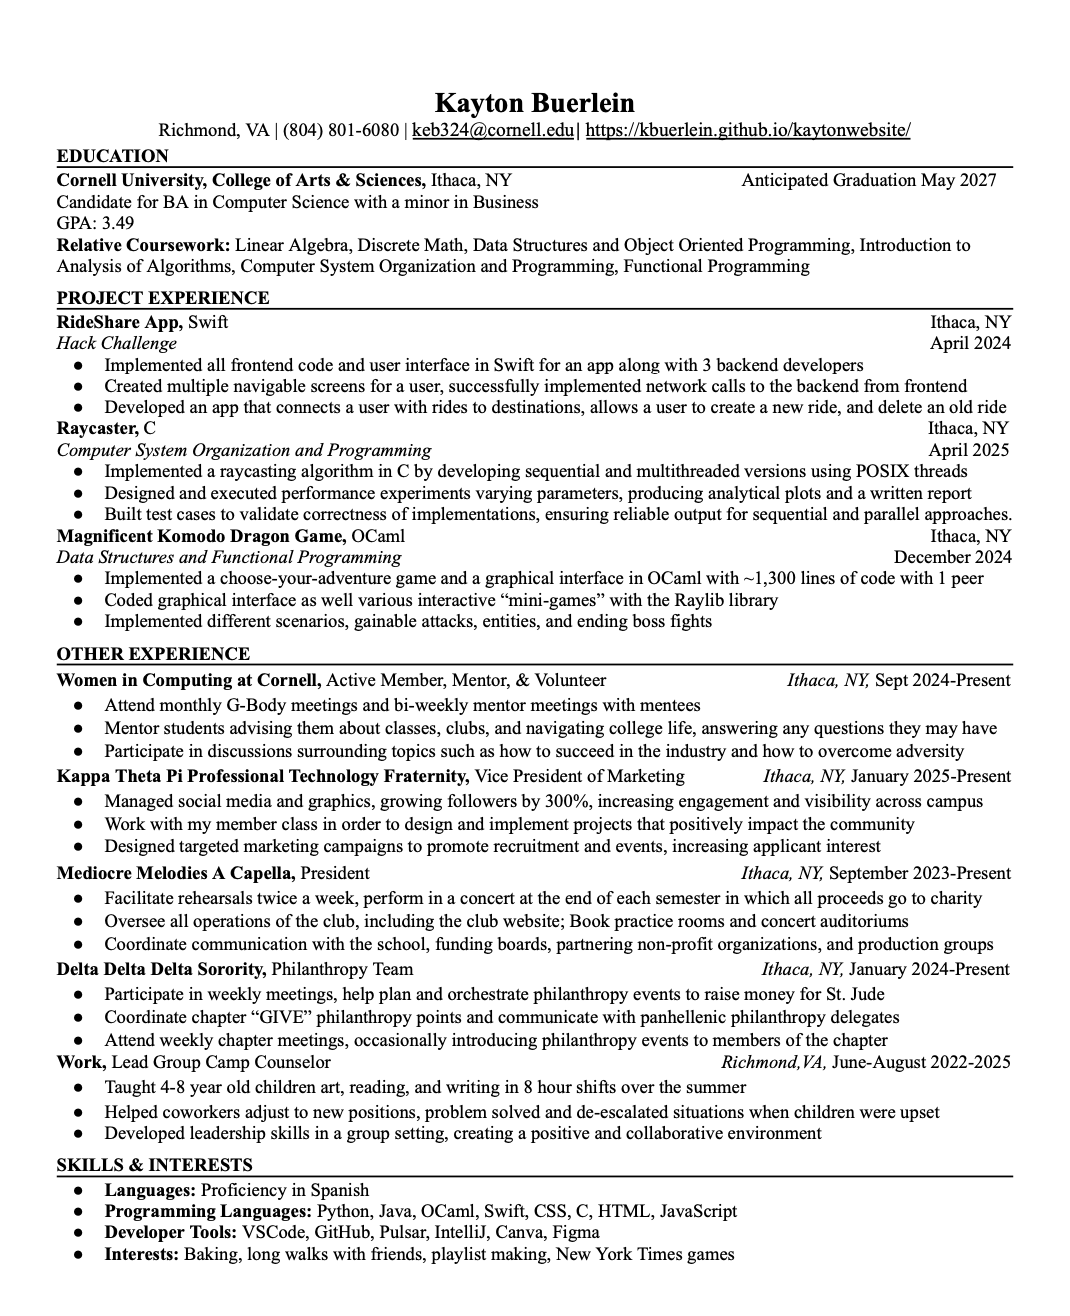 Kayton Buerlein
Richmond, VA | (804) 801-6080 | keb324@cornell.edu | https://kbuerlein.github.io/kaytonwebsite/
EDUCATION
Cornell University, College of Arts & Sciences, Ithaca, NY Anticipated Graduation May 2027
Candidate for BA in Computer Science with a minor in Business
GPA: 3.49
Relative Coursework: Linear Algebra, Discrete Math, Data Structures and Object Oriented Programming, Introduction to
Analysis of Algorithms, Computer System Organization and Programming, Functional Programming
PROJECT EXPERIENCE
RideShare App, Swift Ithaca, NY
Hack Challenge April 2024
● Implemented all frontend code and user interface in Swift for an app along with 3 backend developers
● Created multiple navigable screens for a user, successfully implemented network calls to the backend from frontend
● Developed an app that connects a user with rides to destinations, allows a user to create a new ride, and delete an old ride
Raycaster, C Ithaca, NY
Computer System Organization and Programming April 2025
● Implemented a raycasting algorithm in C by developing sequential and multithreaded versions using POSIX threads
● Designed and executed performance experiments varying parameters, producing analytical plots and a written report
● Built test cases to validate correctness of implementations, ensuring reliable output for sequential and parallel approaches.
Magnificent Komodo Dragon Game, OCaml Ithaca, NY
Data Structures and Functional Programming December 2024
● Implemented a choose-your-adventure game and a graphical interface in OCaml with ~1,300 lines of code with 1 peer
● Coded graphical interface as well various interactive “mini-games” with the Raylib library
● Implemented different scenarios, gainable attacks, entities, and ending boss fights
OTHER EXPERIENCE
Women in Computing at Cornell, Active Member, Mentor, & Volunteer Ithaca, NY, Sept 2024-Present
● Attend monthly G-Body meetings and bi-weekly mentor meetings with mentees
● Mentor students advising them about classes, clubs, and navigating college life, answering any questions they may have
● Participate in discussions surrounding topics such as how to succeed in the industry and how to overcome adversity
Kappa Theta Pi Professional Technology Fraternity, Vice President of Marketing Ithaca, NY, January 2025-Present
● Managed social media and graphics, growing followers by 300%, increasing engagement and visibility across campus
● Work with my member class in order to design and implement projects that positively impact the community
● Designed targeted marketing campaigns to promote recruitment and events, increasing applicant interest
Mediocre Melodies A Capella, President Ithaca, NY, September 2023-Present
● Facilitate rehearsals twice a week, perform in a concert at the end of each semester in which all proceeds go to charity
● Oversee all operations of the club, including the club website; Book practice rooms and concert auditoriums
● Coordinate communication with the school, funding boards, partnering non-profit organizations, and production groups
Delta Delta Delta Sorority, Philanthropy Team Ithaca, NY, January 2024-Present
● Participate in weekly meetings, help plan and orchestrate philanthropy events to raise money for St. Jude
● Coordinate chapter “GIVE” philanthropy points and communicate with panhellenic philanthropy delegates
● Attend weekly chapter meetings, occasionally introducing philanthropy events to members of the chapter
Work, Lead Group Camp Counselor Richmond,VA, June-August 2022-2025
● Taught 4-8 year old children art, reading, and writing in 8 hour shifts over the summer
● Helped coworkers adjust to new positions, problem solved and de-escalated situations when children were upset
● Developed leadership skills in a group setting, creating a positive and collaborative environment
SKILLS & INTERESTS
● Languages: Proficiency in Spanish
● Programming Languages: Python, Java, OCaml, Swift, CSS, C, HTML, JavaScript
● Developer Tools: VSCode, GitHub, Pulsar, IntelliJ, Canva, Figma
● Interests: Baking, long walks with friends, playlist making, New York Times games